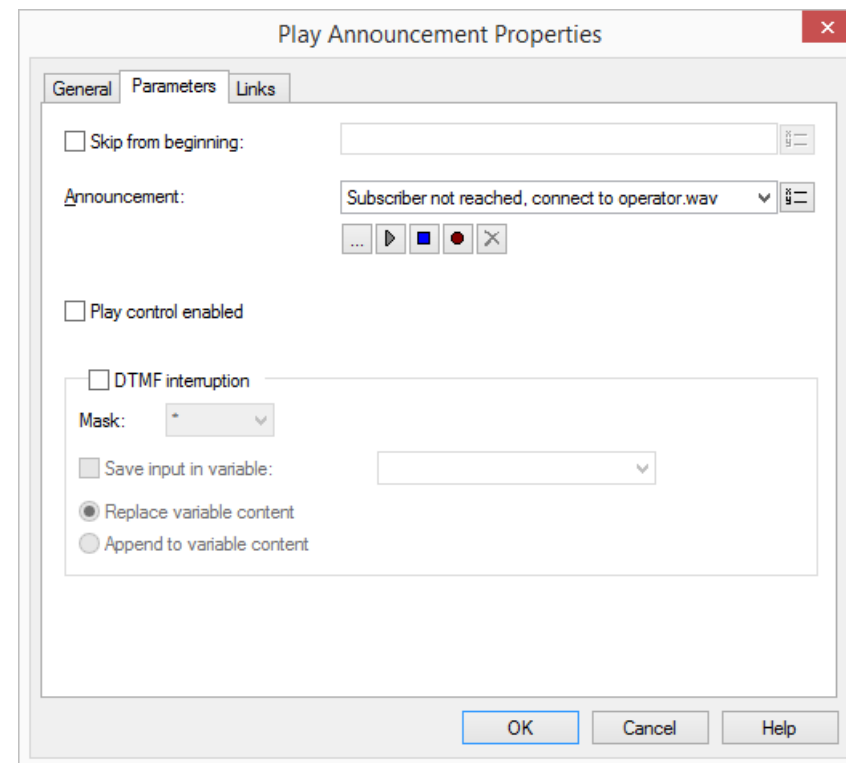 Play Announcement Properties
General Parameters Links
Skip from beginning:
Announcement: Subscriber not reached, connect to operator.wav
...
Play control enabled
DTMF interruption
Mask: *
Save input in variable:
Replace variable content
Append to variable content
OK Cancel Help